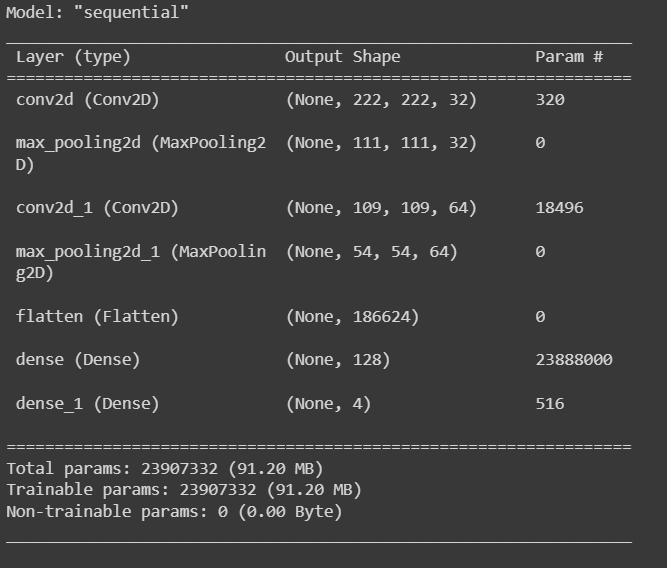 Model: "sequential"
_________________________________________________________________
Layer (type) Output Shape Param #
=================================================================
conv2d (Conv2D) (None, 222, 222, 32) 320
max_pooling2d (MaxPooling2 (None, 111, 111, 32) 0
D)
conv2d_1 (Conv2D) (None, 109, 109, 64) 18496
max_pooling2d_1 (MaxPoolin (None, 54, 54, 64) 0
g2D)
flatten (Flatten) (None, 186624) 0
dense (Dense) (None, 128) 23888000
dense_1 (Dense) (None, 4) 516
=================================================================
Total params: 23907332 (91.20 MB)
Trainable params: 23907332 (91.20 MB)
Non-trainable params: 0 (0.00 Byte)
_________________________________________________________________